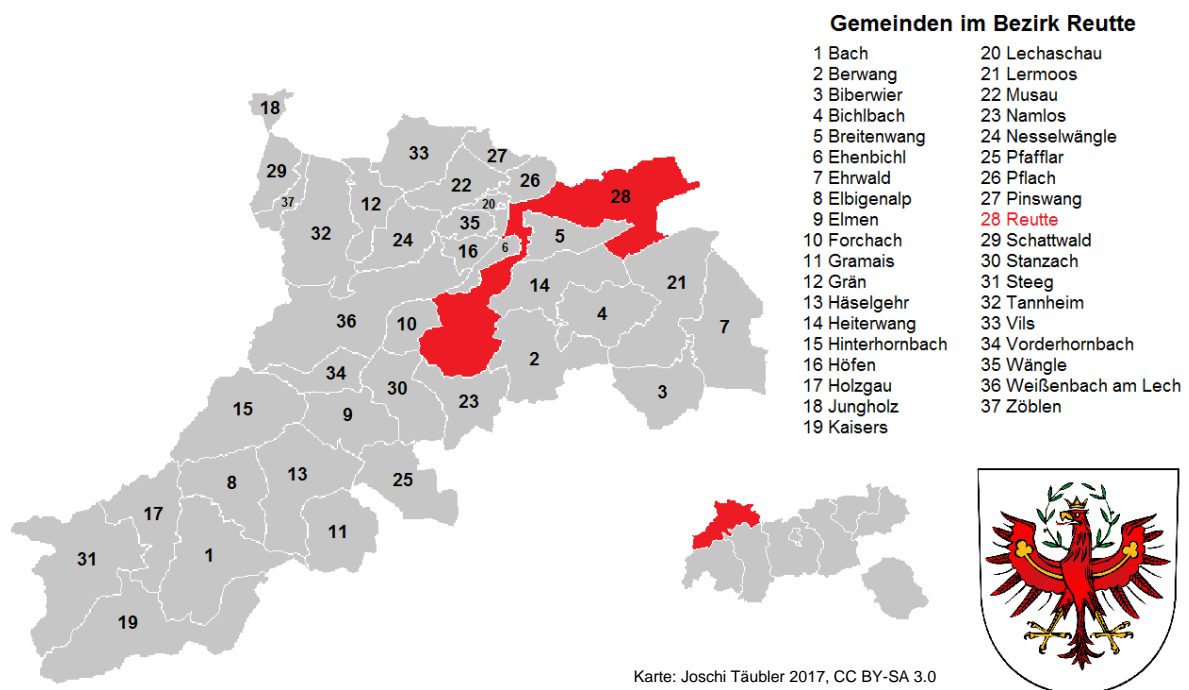 Gemeinden im Bezirk Reutte
1 Bach
2 Berwang
3 Biberwier
4 Bichlbach
5 Breitenwang
6 Ehenbichl
7 Ehrwald
8 Elbigenalp
9 Elmen
10 Forchach
11 Gramais
12 Grän
13 Häselgehr
14 Heiterwang
15 Hinterhornbach
16 Höfen
17 Holzgau
18 Jungholz
19 Kaisers
20 Lechaschau
21 Lermoos
22 Musau
23 Namlos
24 Nesselwängle
25 Pfafflar
26 Pflach
27 Pinswang
28 Reutte
29 Schattwald
30 Stanzach
31 Steeg
32 Tannheim
33 Vils
34 Vorderhornbach
35 Wängle
36 Weißenbach am Lech
37 Zöblen
18
33
27
29
22
26
37
20
28
12
32
35
5
24
16
6
14
21
4
36
10
7
2
34
30
3
23
15
9
13
25
8
17
11
31
1
19
Karte: Joschi Täubler 2017, CC BY-SA 3.0